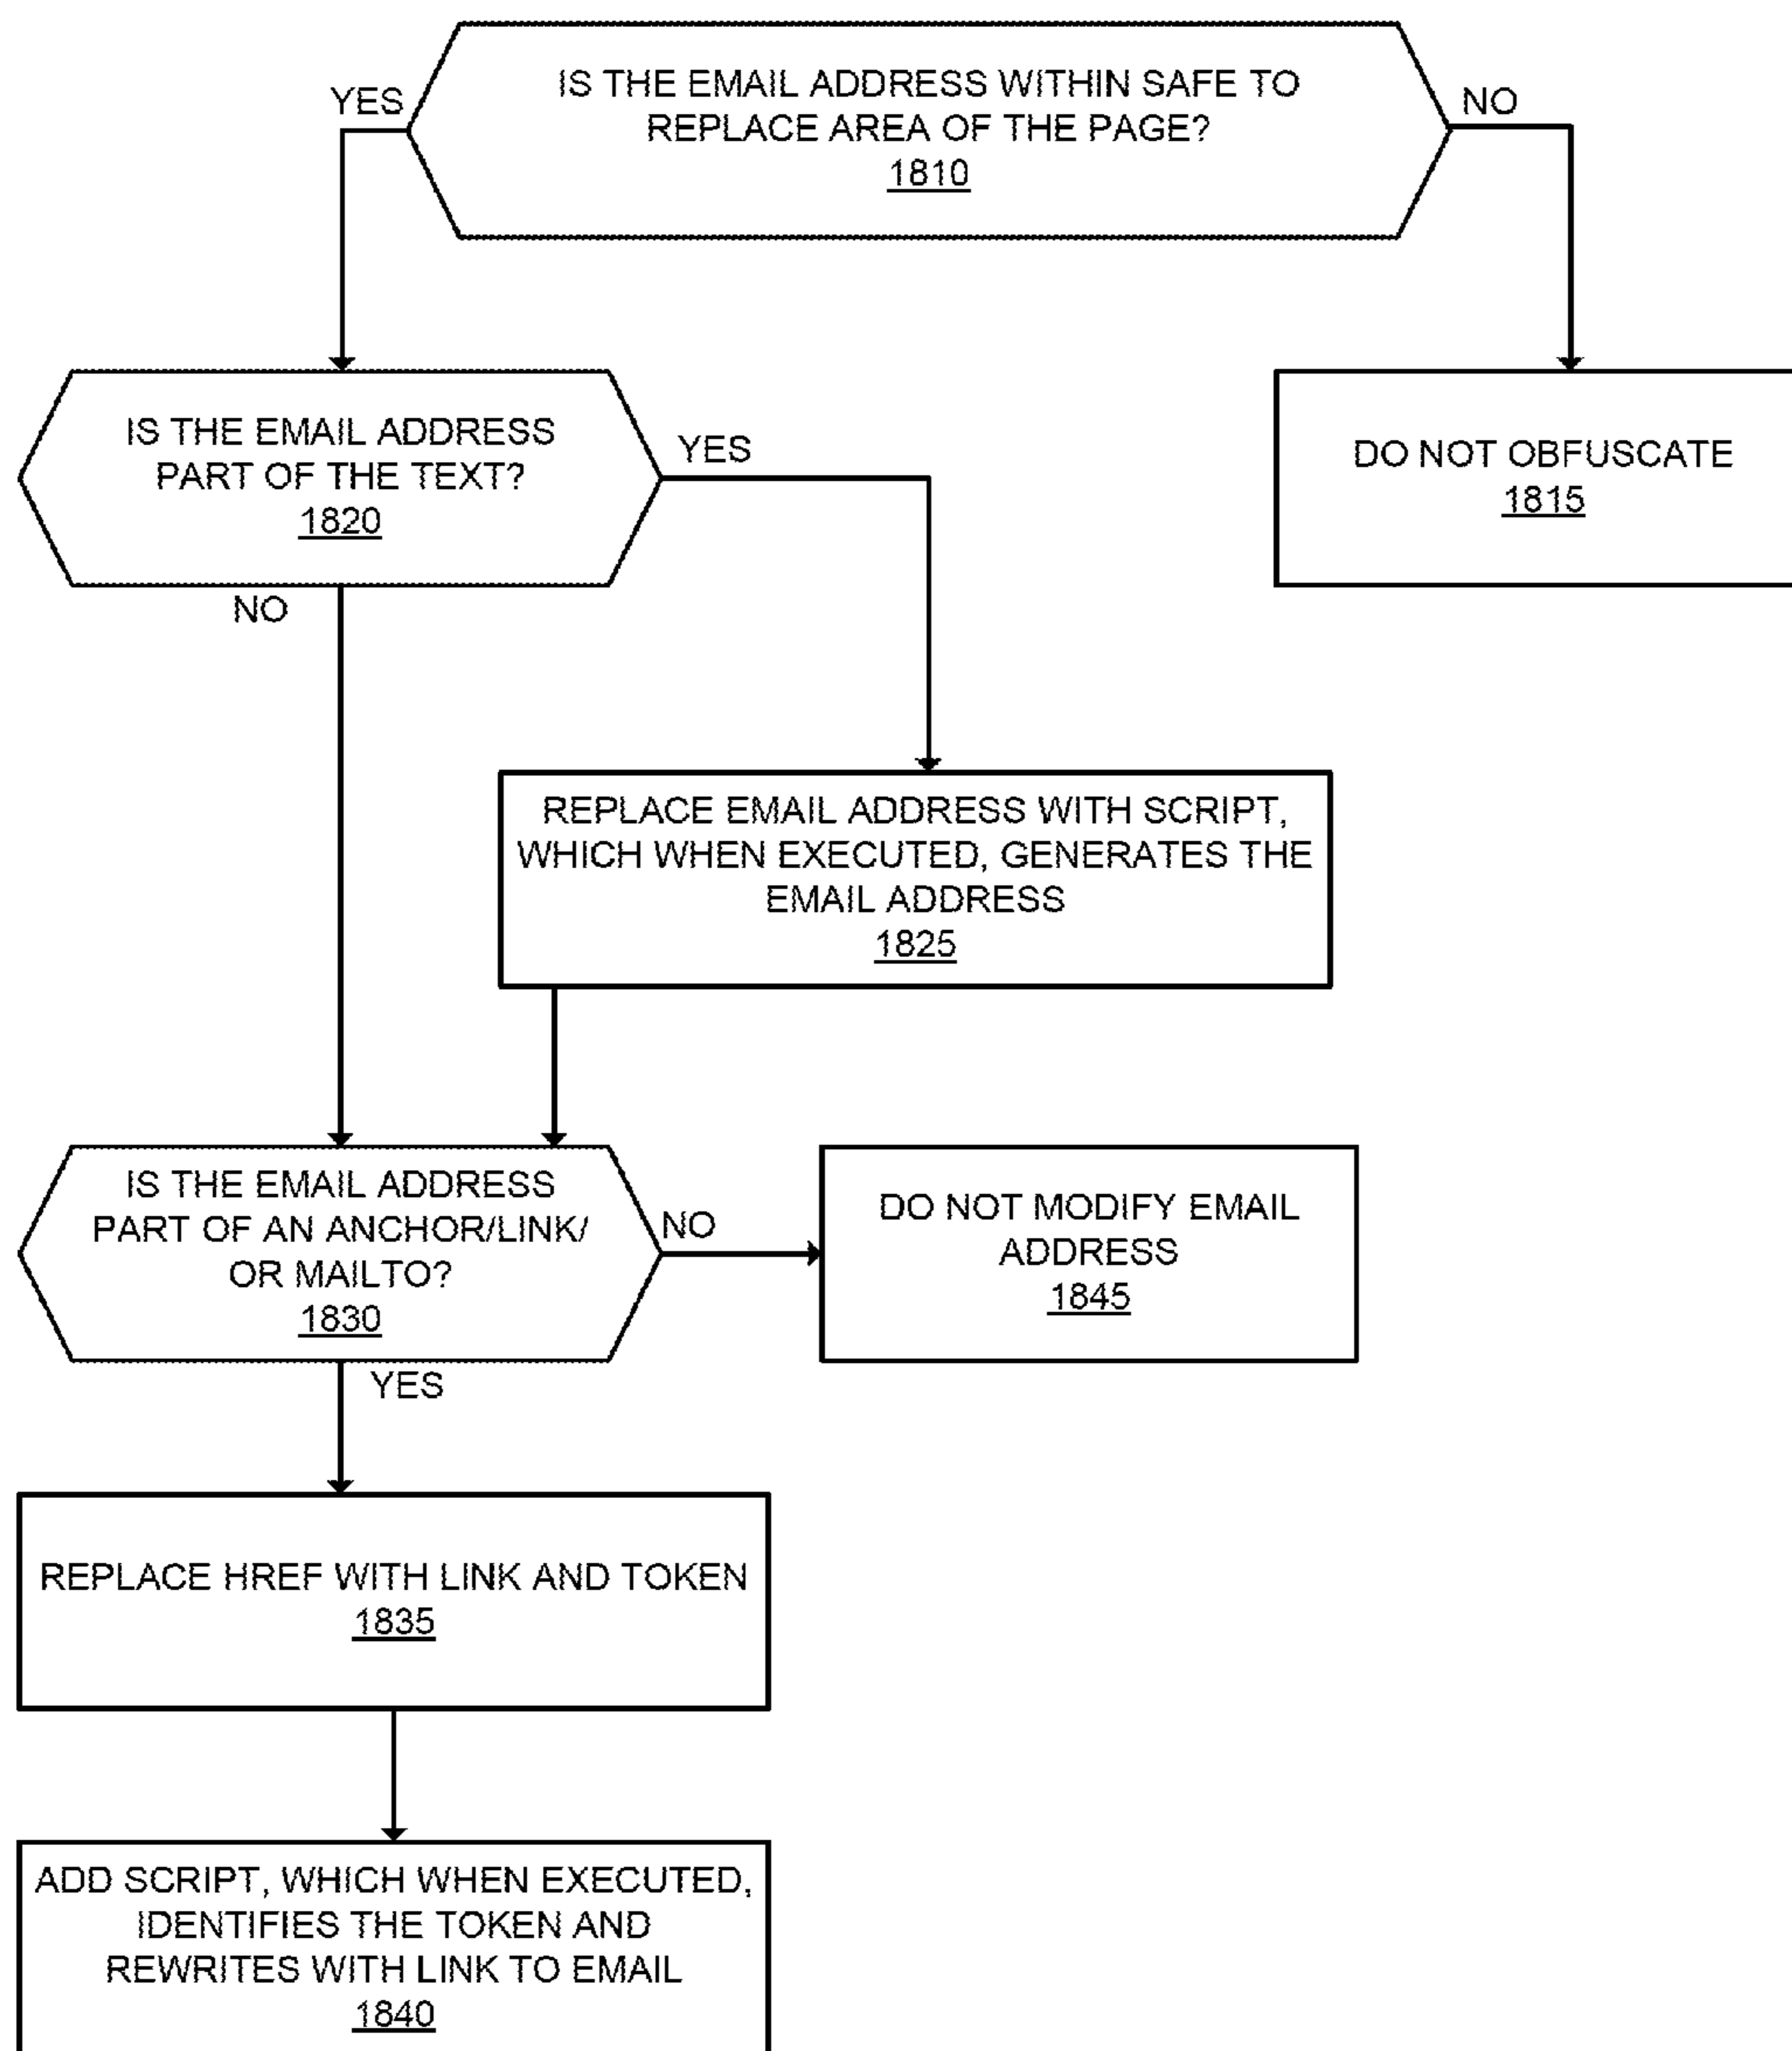 IS THE EMAIL ADDRESS WITHIN SAFE TO
REPLACE AREA OF THE PAGE?
1810
YES
NO
IS THE EMAIL ADDRESS
PART OF THE TEXT?
1820
YES
NO
DO NOT OBFUSCATE
1815
REPLACE EMAIL ADDRESS WITH SCRIPT,
WHICH WHEN EXECUTED, GENERATES THE
EMAIL ADDRESS
1825
IS THE EMAIL ADDRESS
PART OF AN ANCHOR/LINK/
OR MAILTO?
1830
NO
YES
DO NOT MODIFY EMAIL
ADDRESS
1845
REPLACE HREF WITH LINK AND TOKEN
1835
ADD SCRIPT, WHICH WHEN EXECUTED,
IDENTIFIES THE TOKEN AND
REWRITES WITH LINK TO EMAIL
1840